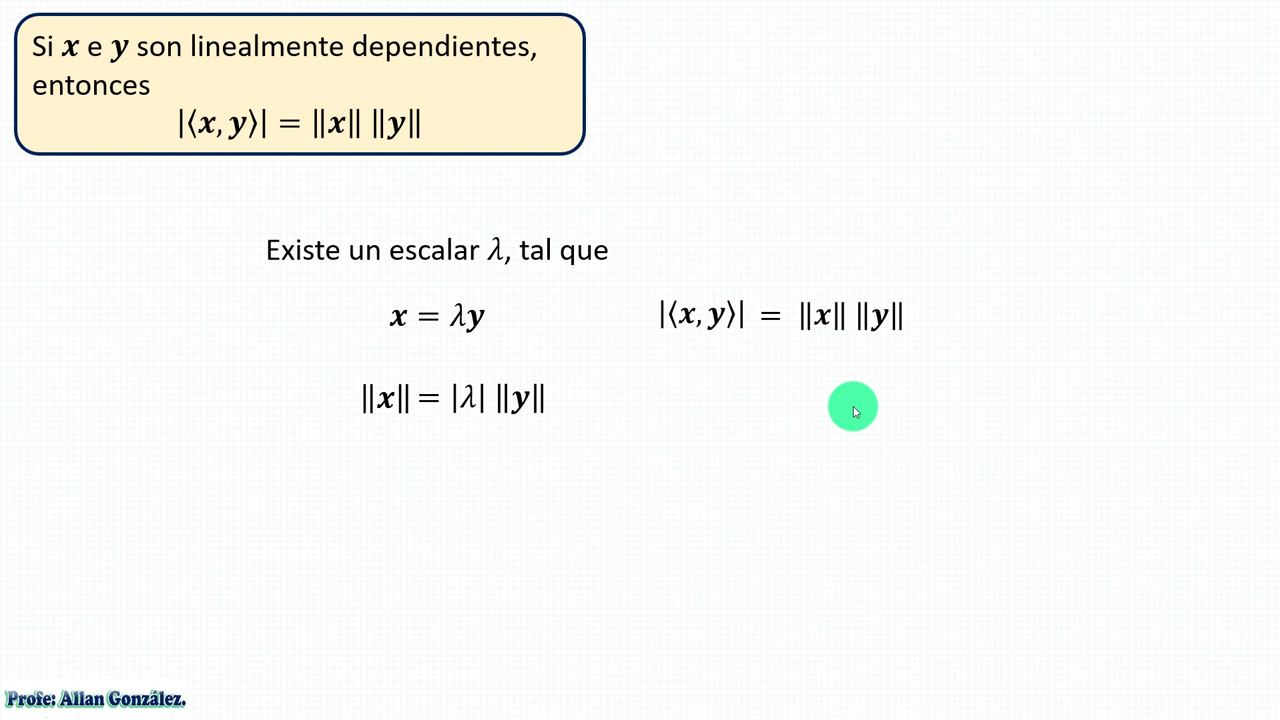 Si x e y son linealmente dependientes,
entonces
|⟨x, y⟩| = ‖x‖ ‖y‖
Existe un escalar λ, tal que
x = λy
|⟨x, y⟩| = ‖x‖ ‖y‖
‖x‖ = |λ| ‖y‖
Profe: Allan González.